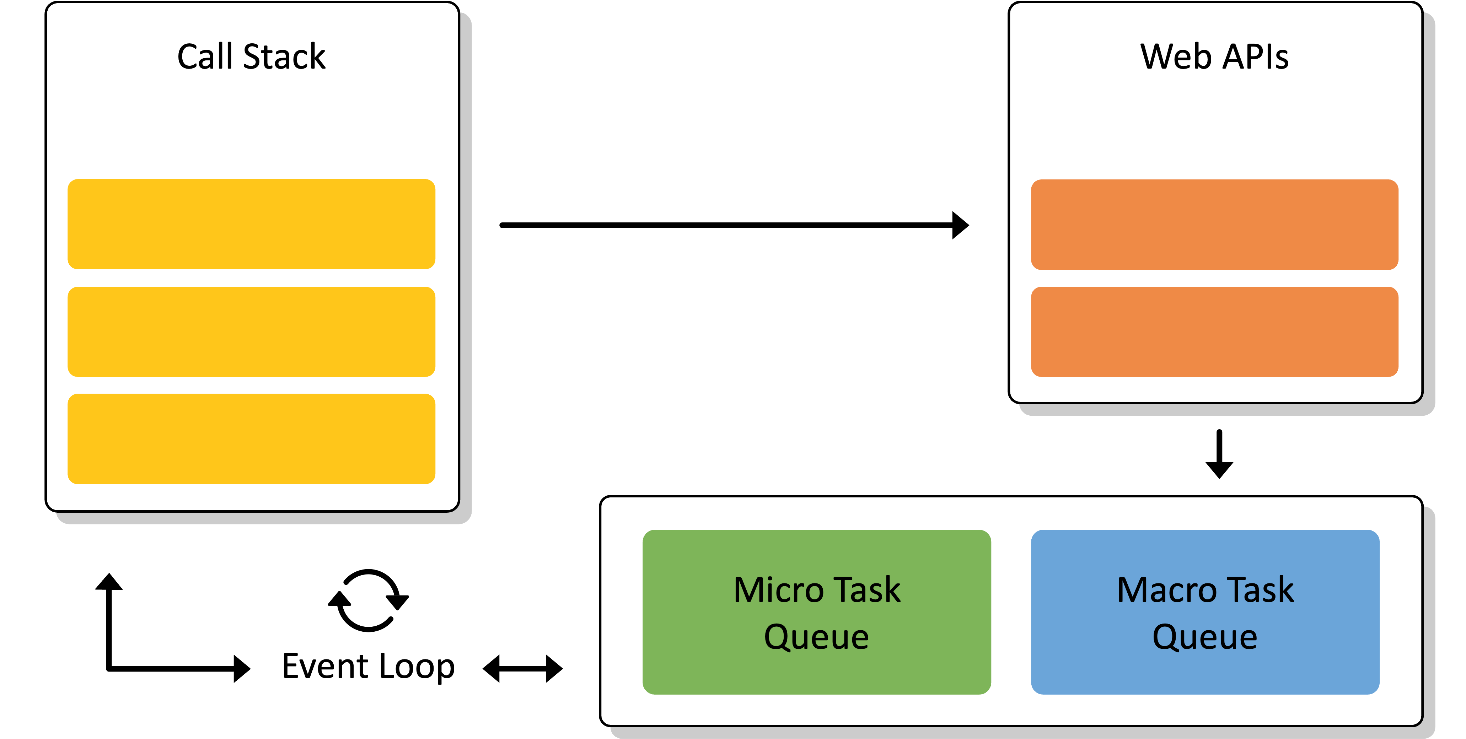 Call Stack
Web APIs
Micro Task
Queue
Macro Task
Queue
Event Loop